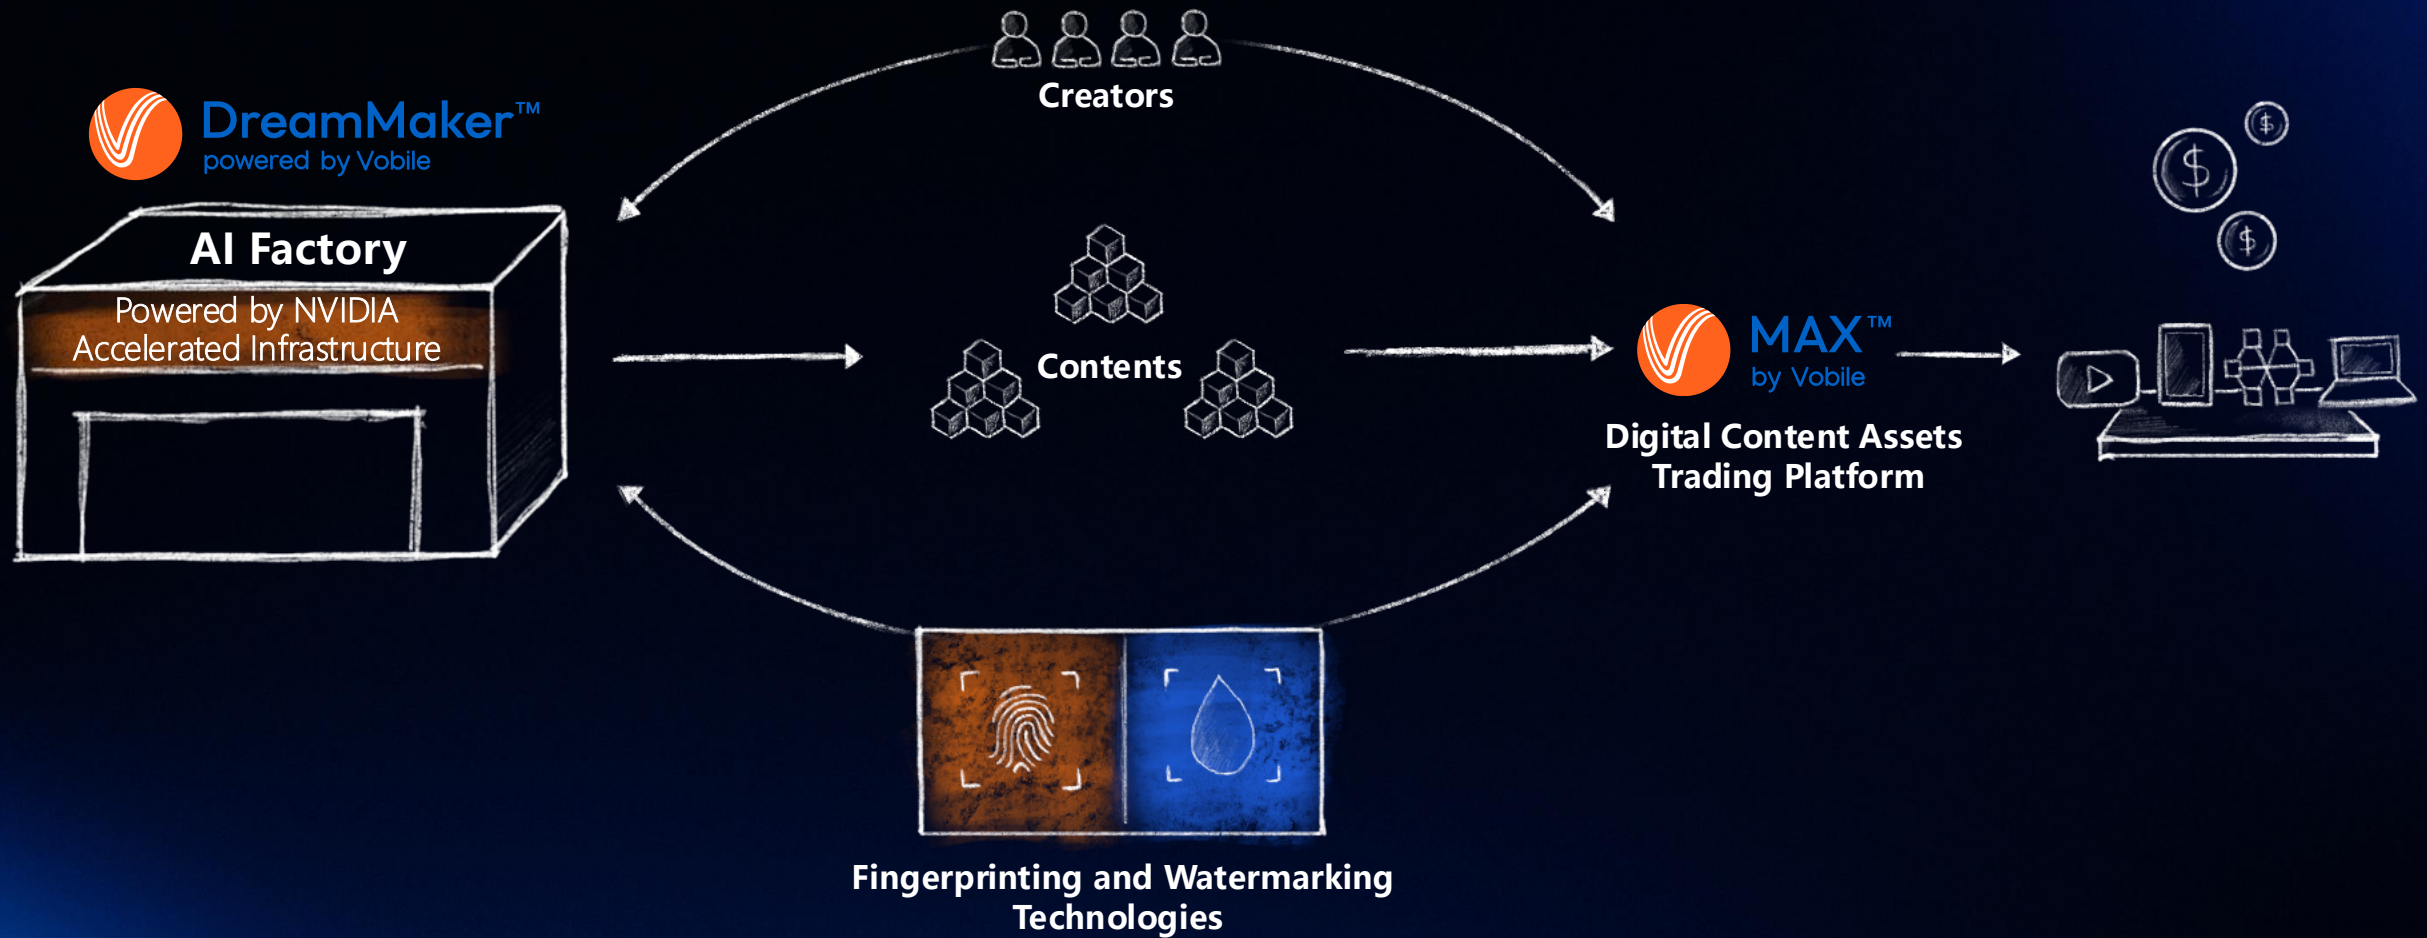 Creators
DreamMaker™
powered by Vobile
AI Factory
Powered by NVIDIA
Accelerated Infrastructure
Contents
MAX™
by Vobile
Digital Content Assets
Trading Platform
$
$
$
Fingerprinting and Watermarking
Technologies